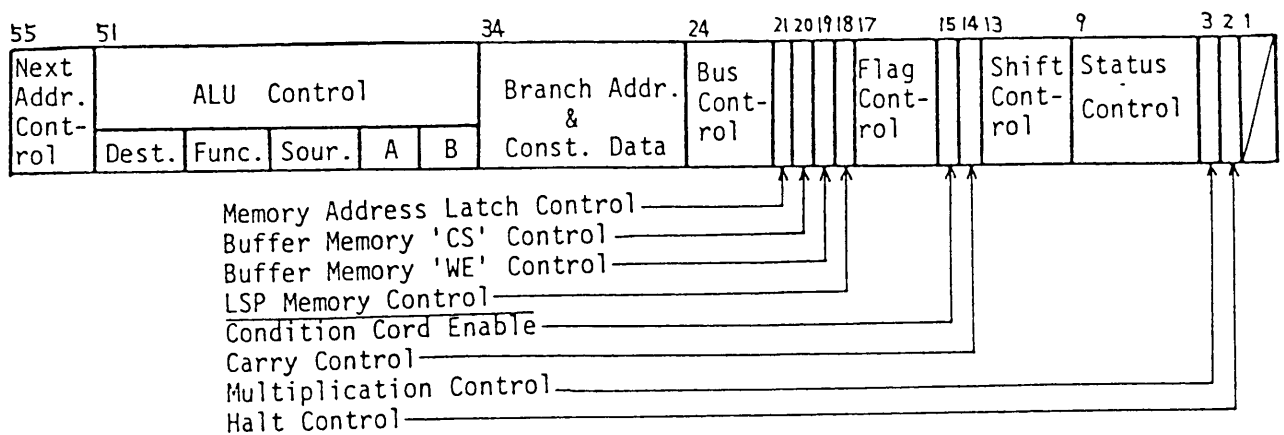 55 51 34 24 21 20 19 18 17 15 14 13 9 3 2 1
Next
Addr.
Cont-
rol
ALU Control
Dest. Func. Sour. A B
Branch Addr.
&
Const. Data
Bus
Cont-
rol
Flag
Cont-
rol
Shift
Cont-
rol
Status
Control
Memory Address Latch Control
Buffer Memory 'CS' Control
Buffer Memory 'WE' Control
LSP Memory Control
Condition Cord Enable
Carry Control
Multiplication Control
Halt Control